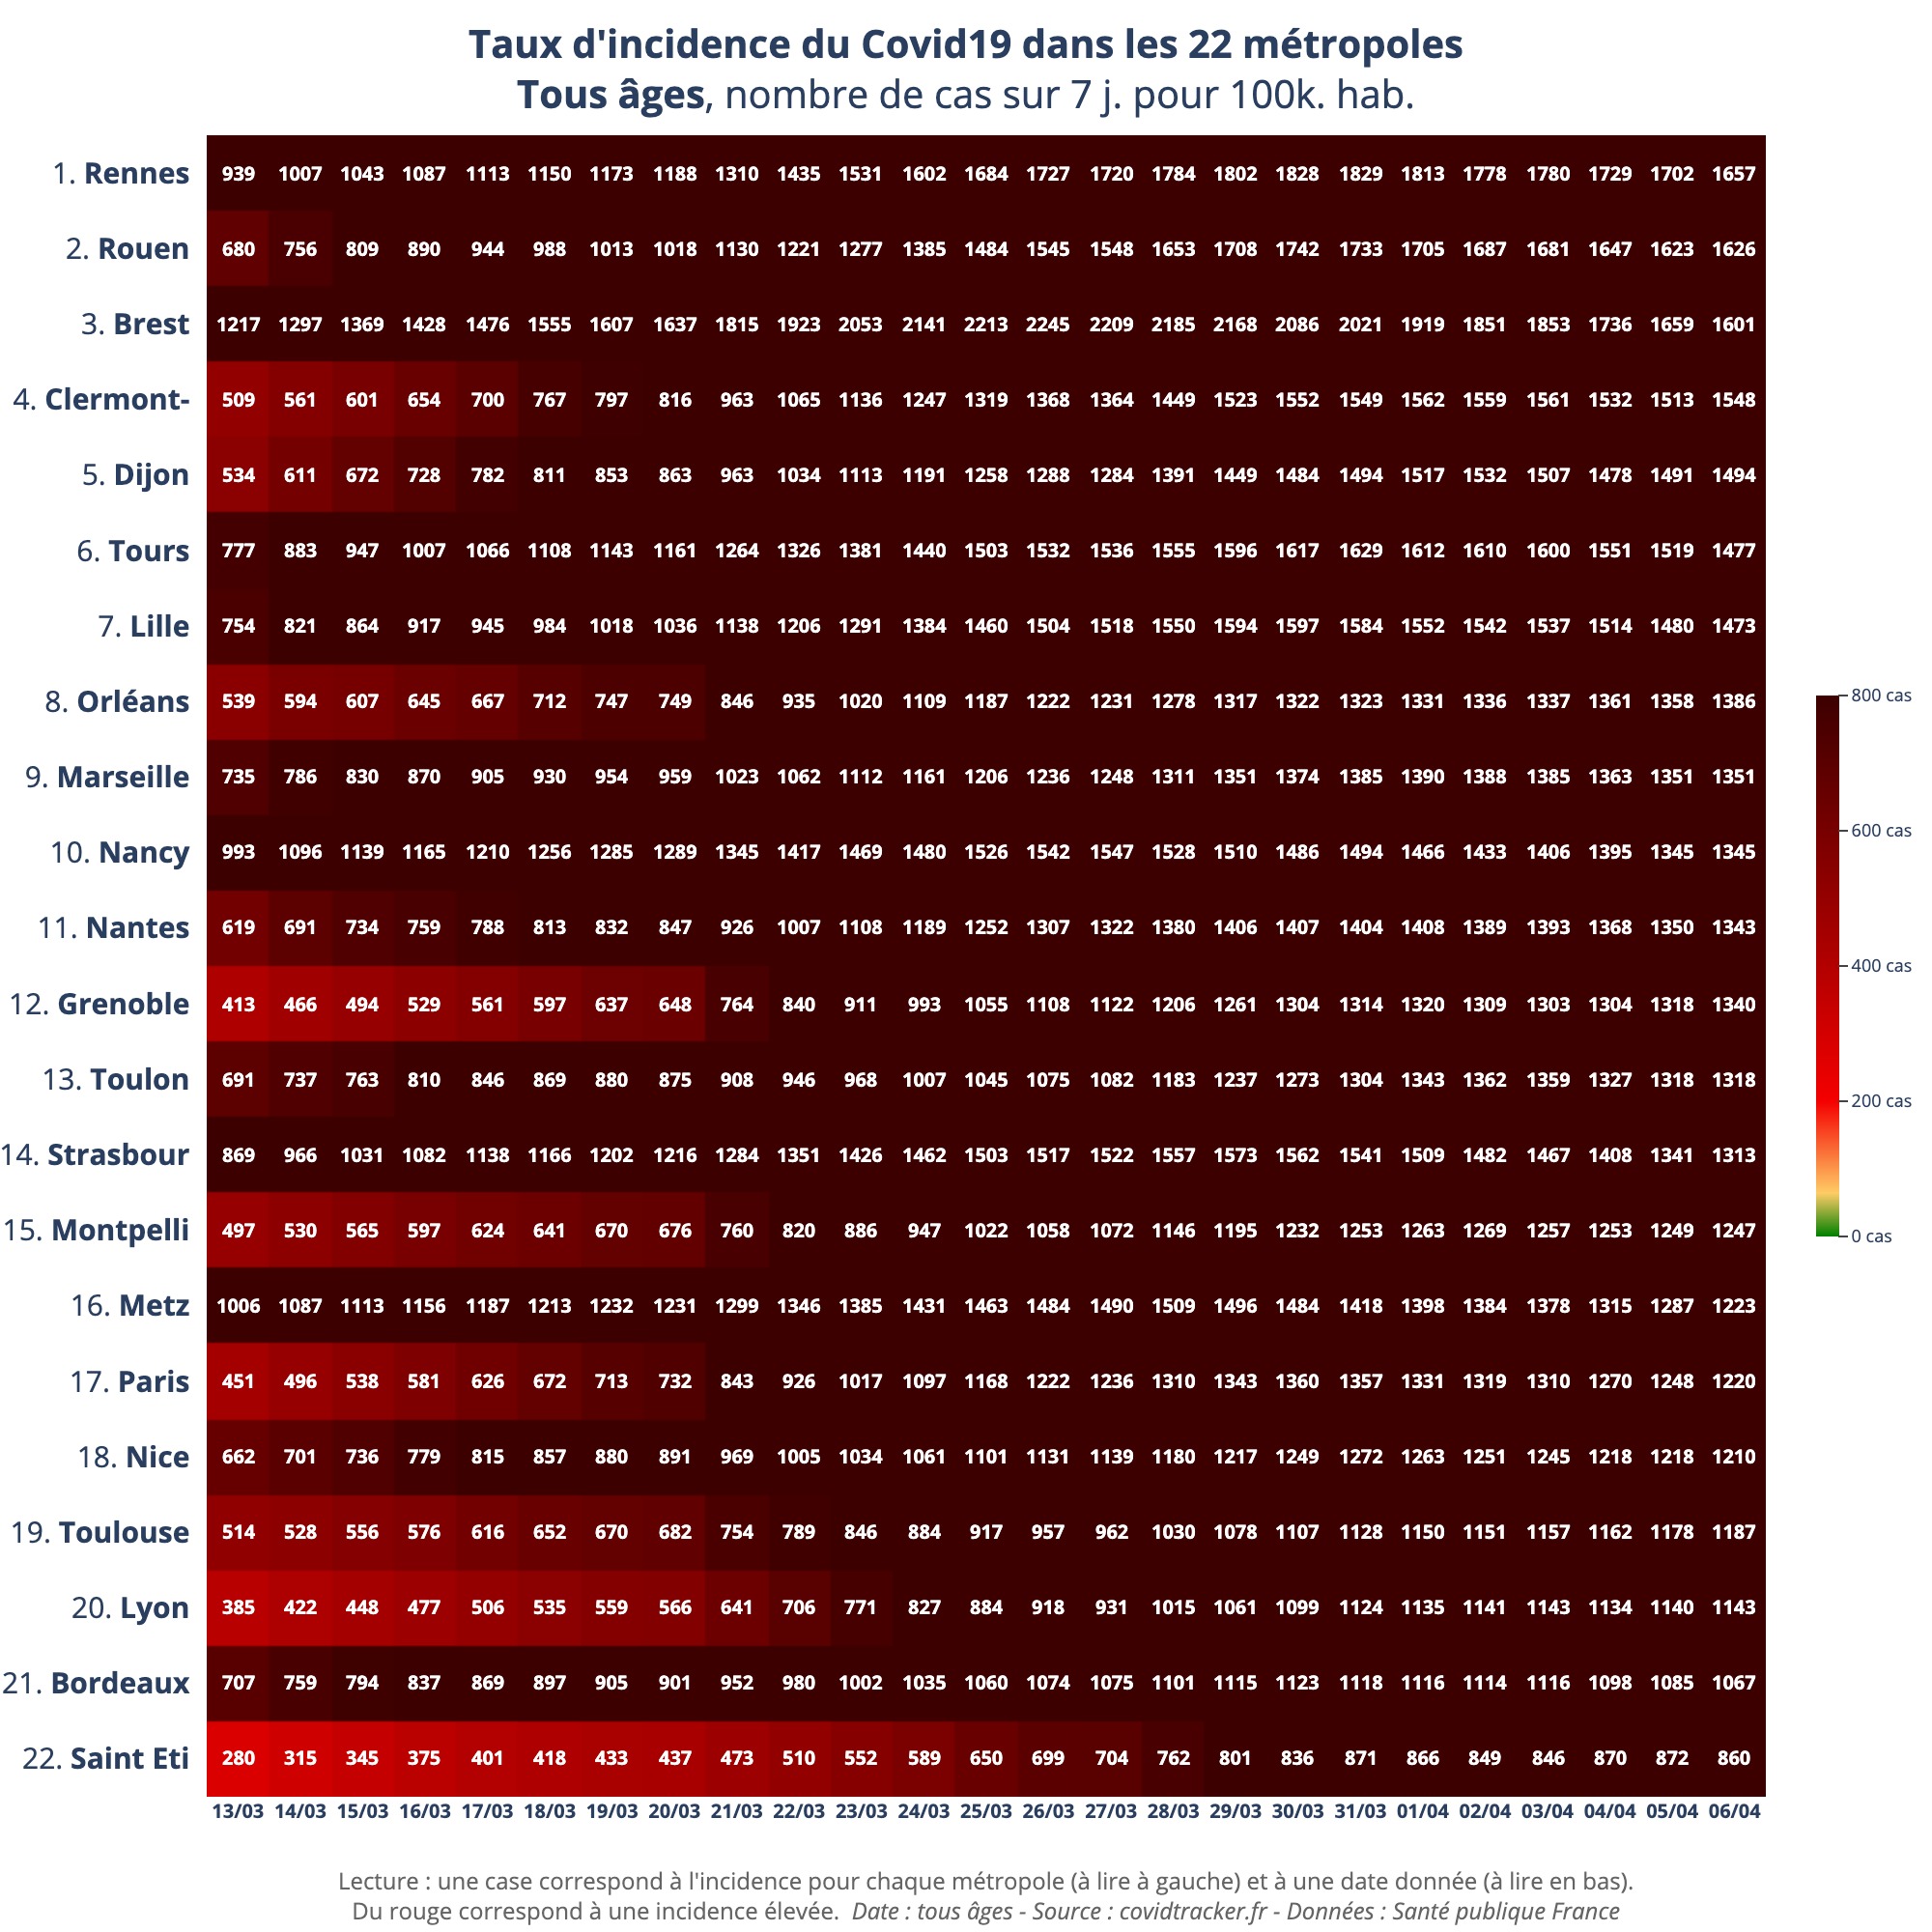 Taux d'incidence du Covid19 dans les 22 métropoles
Tous âges, nombre de cas sur 7 j. pour 100k. hab.
1. Rennes 939 1007 1043 1087 1113 1150 1173 1188 1310 1435 1531 1602 1684 1727 1720 1784 1802 1828 1829 1813 1778 1780 1729 1702 1657
2. Rouen 680 756 809 890 944 988 1013 1018 1130 1221 1277 1385 1484 1545 1548 1653 1708 1742 1733 1705 1687 1681 1647 1623 1626
3. Brest 1217 1297 1369 1428 1476 1555 1607 1637 1815 1923 2053 2141 2213 2245 2209 2185 2168 2086 2021 1919 1851 1853 1736 1659 1601
4. Clermont- 509 561 601 654 700 767 797 816 963 1065 1136 1247 1319 1368 1364 1449 1523 1552 1549 1562 1559 1561 1532 1513 1548
5. Dijon 534 611 672 728 782 811 853 863 963 1034 1113 1191 1258 1288 1284 1391 1449 1484 1494 1517 1532 1507 1478 1491 1494
6. Tours 777 883 947 1007 1066 1108 1143 1161 1264 1326 1381 1440 1503 1532 1536 1555 1596 1617 1629 1612 1610 1600 1551 1519 1477
7. Lille 754 821 864 917 945 984 1018 1036 1138 1206 1291 1384 1460 1504 1518 1550 1594 1597 1584 1552 1542 1537 1514 1480 1473
8. Orléans 539 594 607 645 667 712 747 749 846 935 1020 1109 1187 1222 1231 1278 1317 1322 1323 1331 1336 1337 1361 1358 1386
9. Marseille 735 786 830 870 905 930 954 959 1023 1062 1112 1161 1206 1236 1248 1311 1351 1374 1385 1390 1388 1385 1363 1351 1351
10. Nancy 993 1096 1139 1165 1210 1256 1285 1289 1345 1417 1469 1480 1526 1542 1547 1528 1510 1486 1494 1466 1433 1406 1395 1345 1345
11. Nantes 619 691 734 759 788 813 832 847 926 1007 1108 1189 1252 1307 1322 1380 1406 1407 1404 1408 1389 1393 1368 1350 1343
12. Grenoble 413 466 494 529 561 597 637 648 764 840 911 993 1055 1108 1122 1206 1261 1304 1314 1320 1309 1303 1304 1318 1340
13. Toulon 691 737 763 810 846 869 880 875 908 946 968 1007 1045 1075 1082 1183 1237 1273 1304 1343 1362 1359 1327 1318 1318
14. Strasbour 869 966 1031 1082 1138 1166 1202 1216 1284 1351 1426 1462 1503 1517 1522 1557 1573 1562 1541 1509 1482 1467 1408 1341 1313
15. Montpelli 497 530 565 597 624 641 670 676 760 820 886 947 1022 1058 1072 1146 1195 1232 1253 1263 1269 1257 1253 1249 1247
16. Metz 1006 1087 1113 1156 1187 1213 1232 1231 1299 1346 1385 1431 1463 1484 1490 1509 1496 1484 1418 1398 1384 1378 1315 1287 1223
17. Paris 451 496 538 581 626 672 713 732 843 926 1017 1097 1168 1222 1236 1310 1343 1360 1357 1331 1319 1310 1270 1248 1220
18. Nice 662 701 736 779 815 857 880 891 969 1005 1034 1061 1101 1131 1139 1180 1217 1249 1272 1263 1251 1245 1218 1218 1210
19. Toulouse 514 528 556 576 616 652 670 682 754 789 846 884 917 957 962 1030 1078 1107 1128 1150 1151 1157 1162 1178 1187
20. Lyon 385 422 448 477 506 535 559 566 641 706 771 827 884 918 931 1015 1061 1099 1124 1135 1141 1143 1134 1140 1143
21. Bordeaux 707 759 794 837 869 897 905 901 952 980 1002 1035 1060 1074 1075 1101 1115 1123 1118 1116 1114 1116 1098 1085 1067
22. Saint Eti 280 315 345 375 401 418 433 437 473 510 552 589 650 699 704 762 801 836 871 866 849 846 870 872 860
13/03 14/03 15/03 16/03 17/03 18/03 19/03 20/03 21/03 22/03 23/03 24/03 25/03 26/03 27/03 28/03 29/03 30/03 31/03 01/04 02/04 03/04 04/04 05/04 06/04
800 cas
600 cas
400 cas
200 cas
0 cas
Lecture : une case correspond à l'incidence pour chaque métropole (à lire à gauche) et à une date donnée (à lire en bas).
Du rouge correspond à une incidence élevée. Date : tous âges - Source : covidtracker.fr - Données : Santé publique France